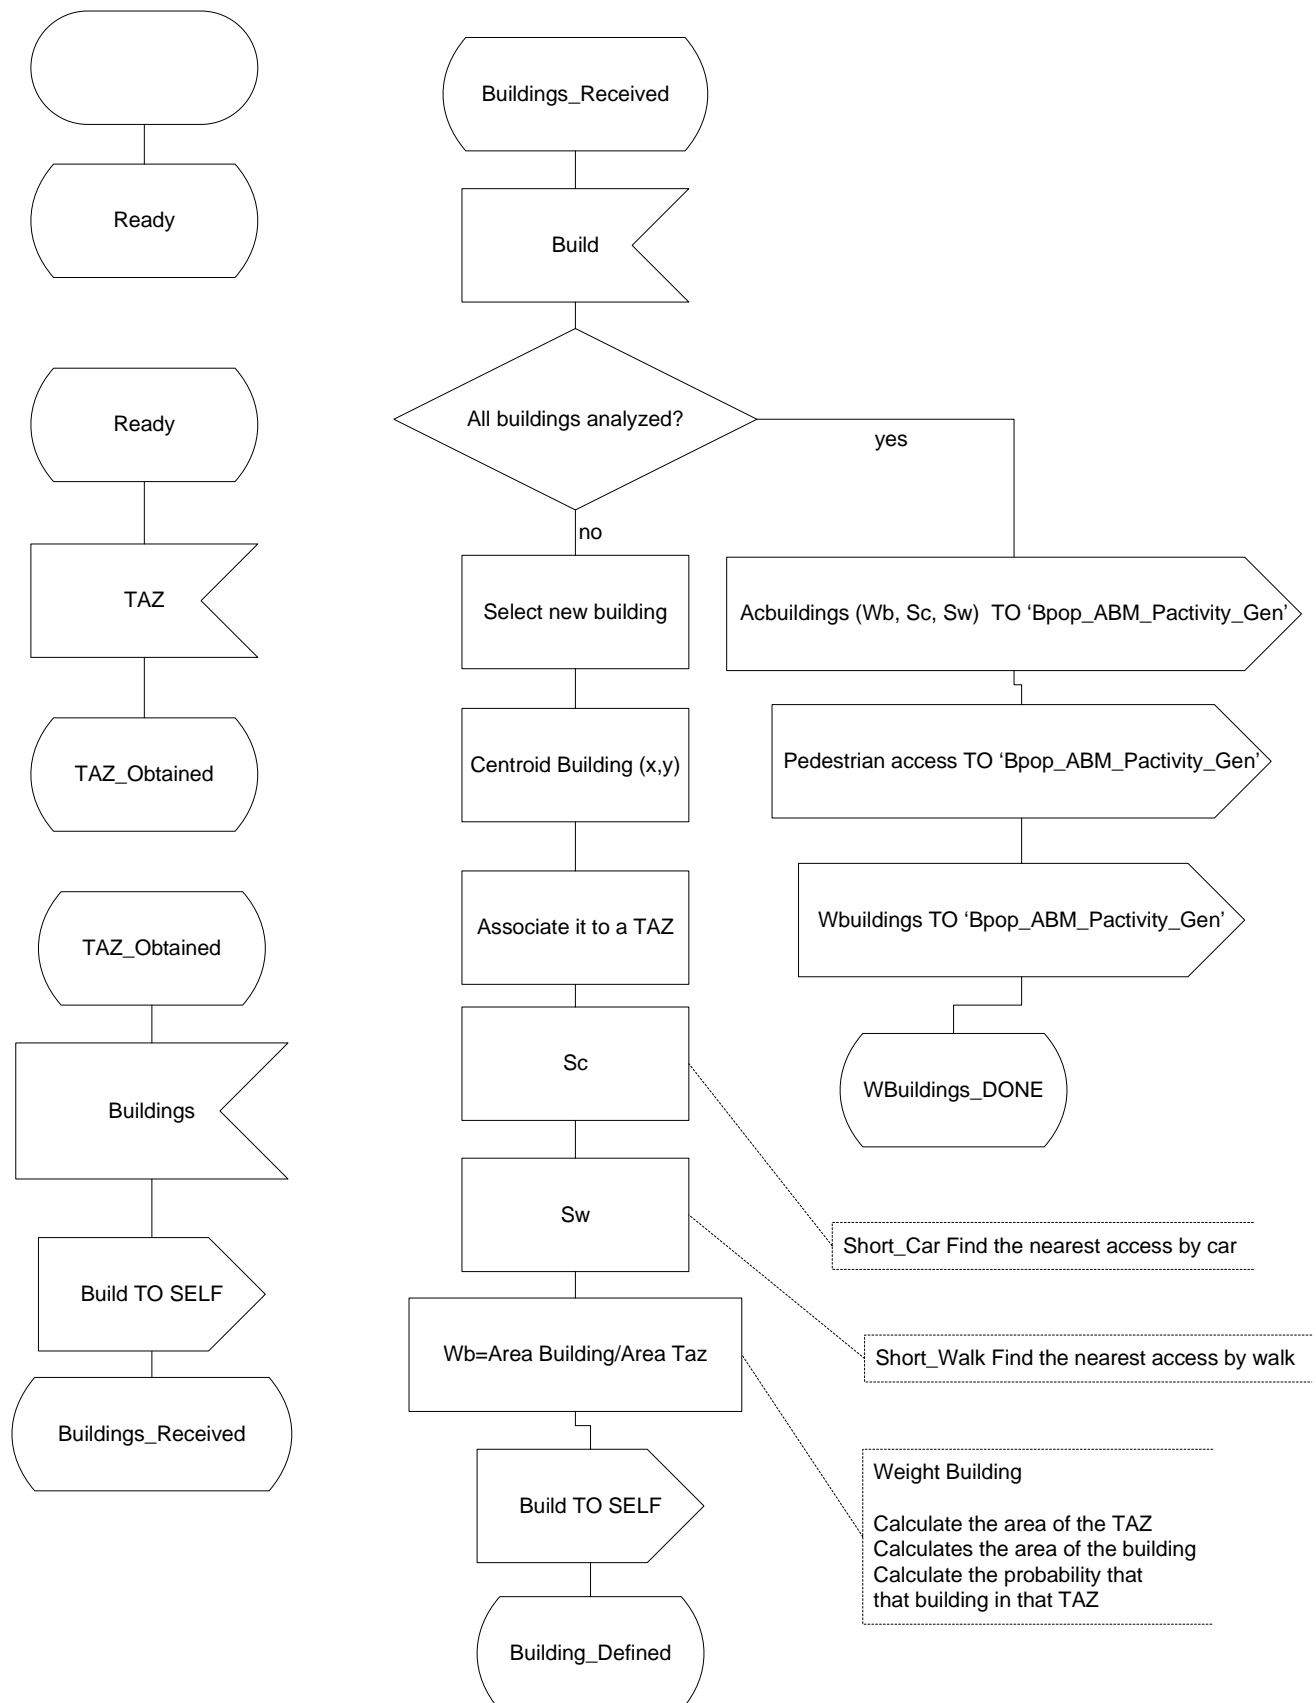 Ready
Ready
TAZ
TAZ_Obtained
TAZ_Obtained
Buildings
Build TO SELF
Buildings_Received
Buildings_Received
Build
All buildings analyzed?
yes
no
Select new building
Centroid Building (x,y)
Associate it to a TAZ
Sc
Sw
Wb=Area Building/Area Taz
Build TO SELF
Building_Defined
Acbuildings (Wb, Sc, Sw)  TO ‘Bpop_ABM_Pactivity_Gen’
Pedestrian access TO ‘Bpop_ABM_Pactivity_Gen’
Wbuildings TO ‘Bpop_ABM_Pactivity_Gen’
WBuildings_DONE
Short_Car Find the nearest access by car
Short_Walk Find the nearest access by walk
Weight Building
Calculate the area of the TAZ
Calculates the area of the building
Calculate the probability that
that building in that TAZ